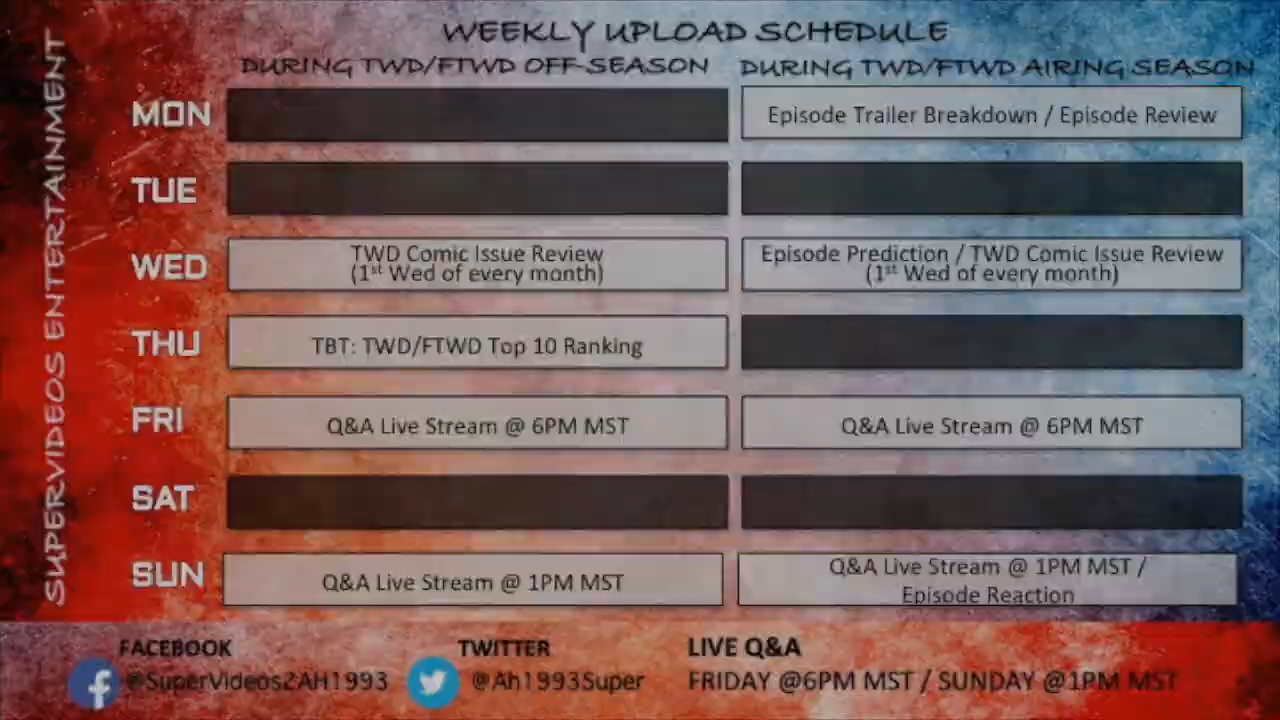 WEEKLY UPLOAD SCHEDULE
DURING TWD/FTWD OFF-SEASON
DURING TWD/FTWD AIRING SEASON
SUPERVIDEOS ENTERTAINMENT
MON
Episode Trailer Breakdown / Episode Review
TUE
WED
TWD Comic Issue Review
(1st Wed of every month)
Episode Prediction / TWD Comic Issue Review
(1st Wed of every month)
THU
TBT: TWD/FTWD Top 10 Ranking
FRI
Q&A Live Stream @ 6PM MST
Q&A Live Stream @ 6PM MST
SAT
SUN
Q&A Live Stream @ 1PM MST
Q&A Live Stream @ 1PM MST /
Episode Reaction
FACEBOOK
@SuperVideos2AH1993
TWITTER
@Ah1993Super
LIVE Q&A
FRIDAY @6PM MST / SUNDAY @1PM MST